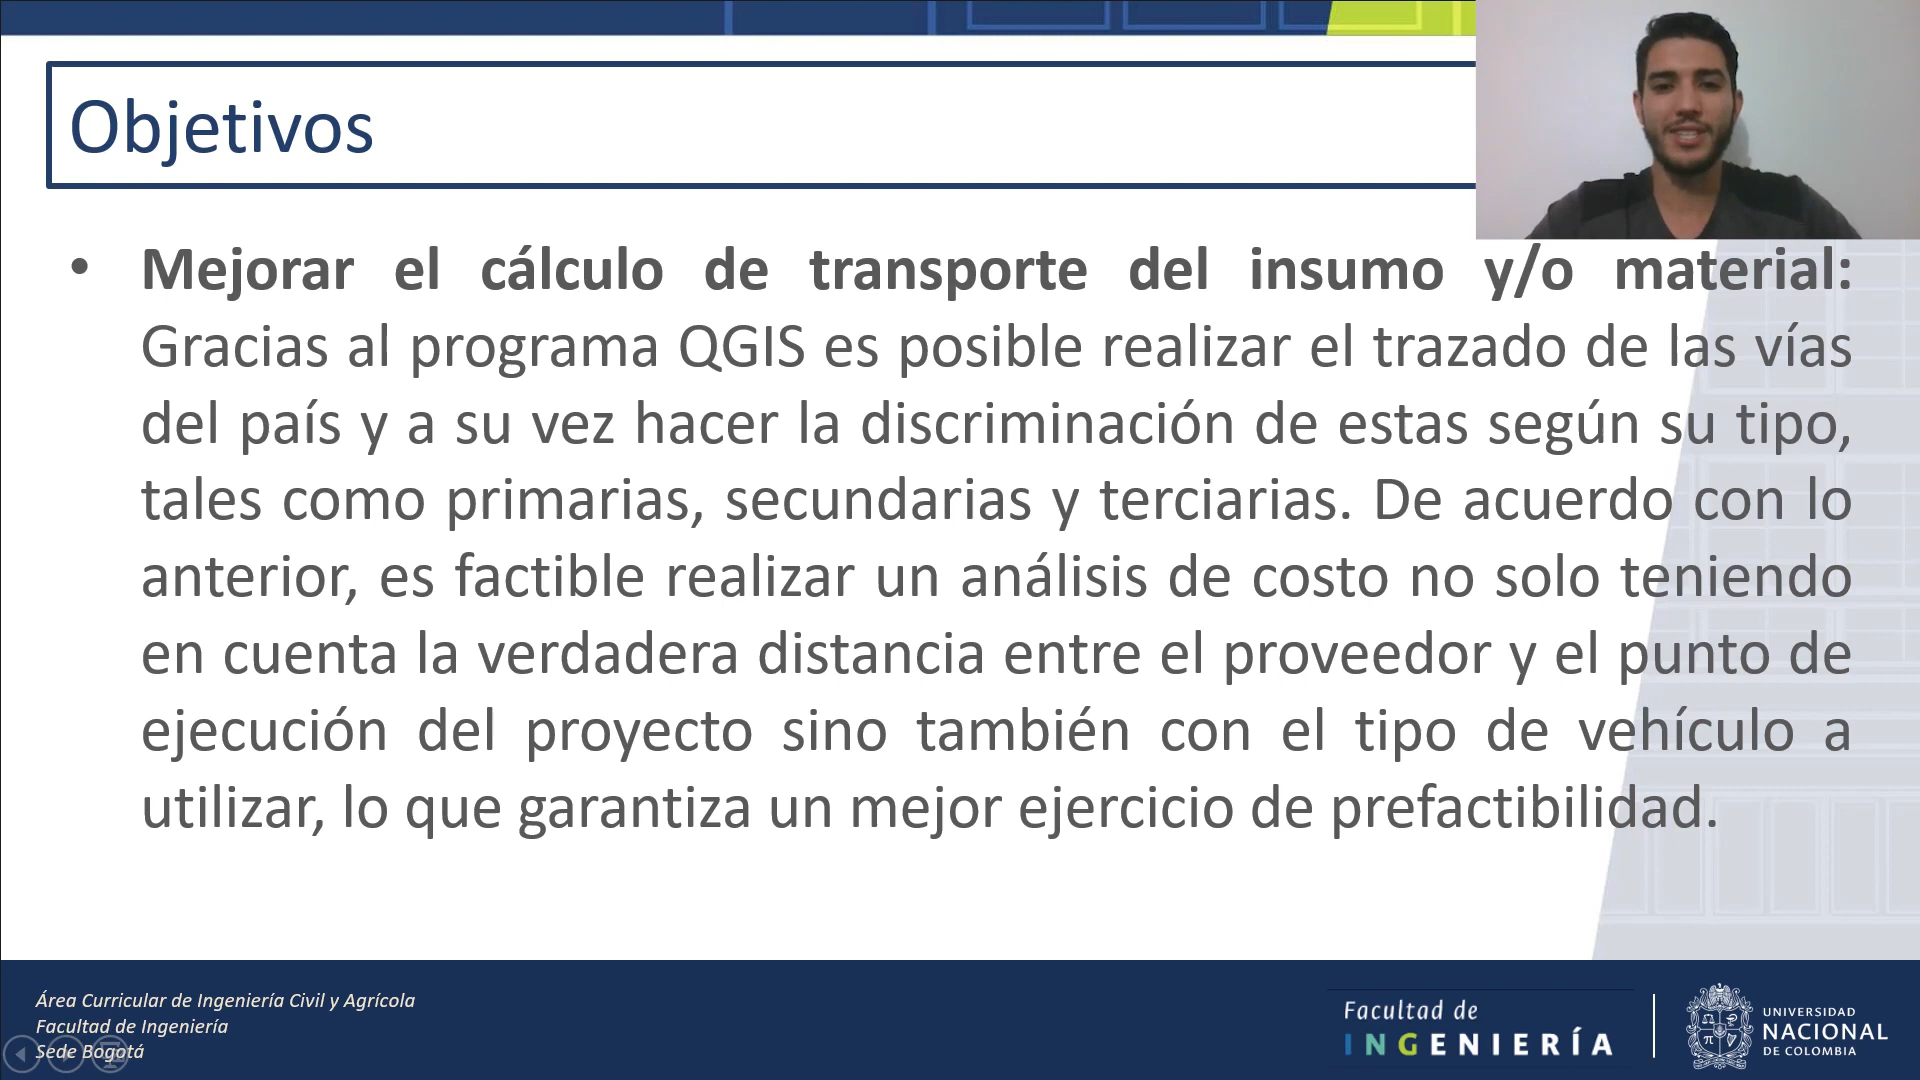 Objetivos
• Mejorar el cálculo de transporte del insumo y/o material:
Gracias al programa QGIS es posible realizar el trazado de las vías
del país y a su vez hacer la discriminación de estas según su tipo,
tales como primarias, secundarias y terciarias. De acuerdo con lo
anterior, es factible realizar un análisis de costo no solo teniendo
en cuenta la verdadera distancia entre el proveedor y el punto de
ejecución del proyecto sino también con el tipo de vehículo a
utilizar, lo que garantiza un mejor ejercicio de prefactibilidad.
Área Curricular de Ingeniería Civil y Agrícola
Facultad de Ingeniería
Sede Bogotá
Facultad de
INGENIERÍA
UNIVERSIDAD
NACIONAL
DE COLOMBIA